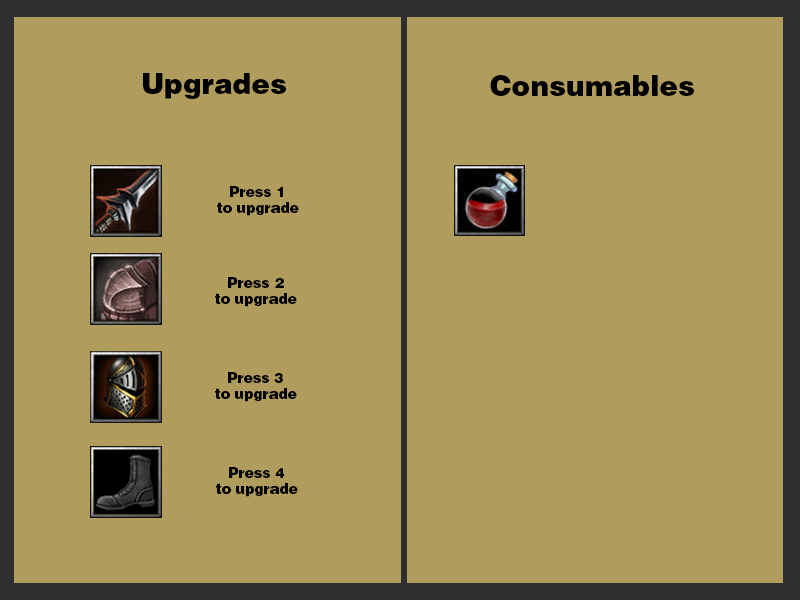 Upgrades
Press 1
to upgrade
Press 2
to upgrade
Press 3
to upgrade
Press 4
to upgrade
Consumables